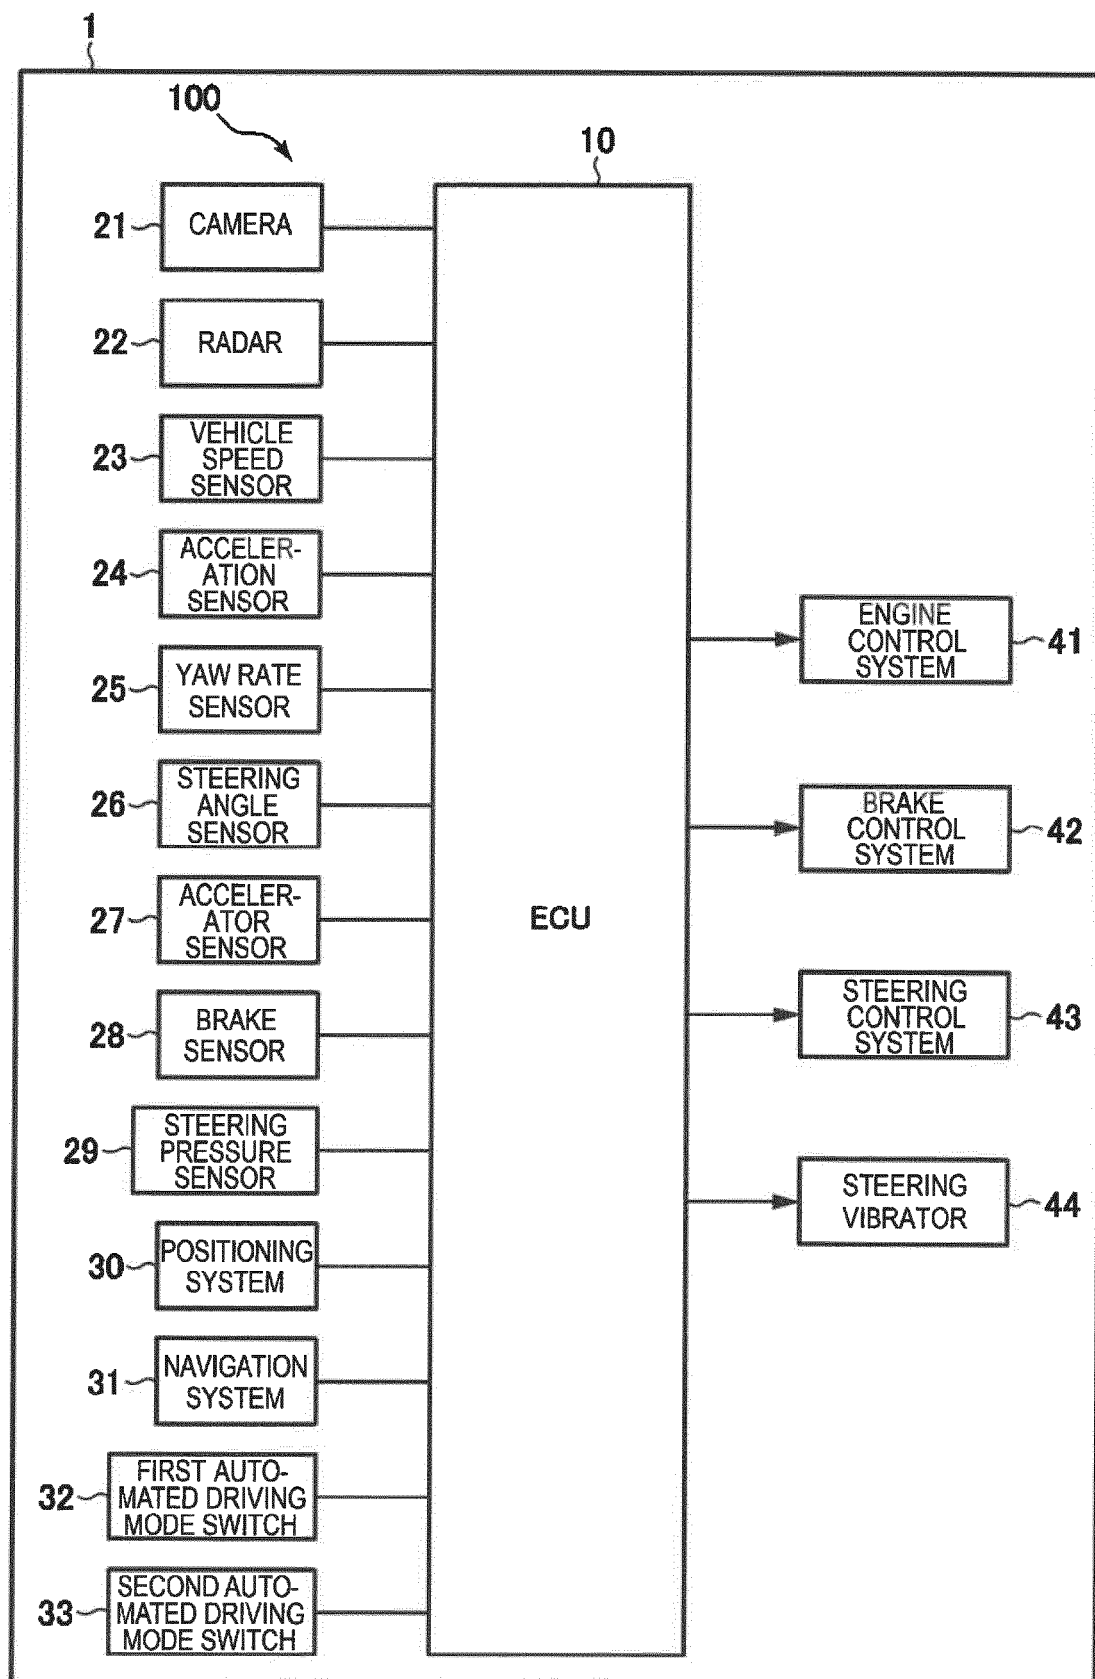 1
100
10
21
CAMERA
22
RADAR
23
VEHICLE
SPEED
SENSOR
24
ACCELER-
ATION
SENSOR
25
YAW RATE
SENSOR
26
STEERING
ANGLE
SENSOR
27
ACCELER-
ATOR
SENSOR
28
BRAKE
SENSOR
29
STEERING
PRESSURE
SENSOR
30
POSITIONING
SYSTEM
31
NAVIGATION
SYSTEM
32
FIRST AUTO-
MATED DRIVING
MODE SWITCH
33
SECOND AUTO-
MATED DRIVING
MODE SWITCH
ECU
ENGINE
CONTROL
SYSTEM
41
BRAKE
CONTROL
SYSTEM
42
STEERING
CONTROL
SYSTEM
43
STEERING
VIBRATOR
44